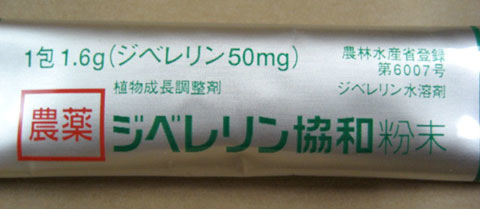 1包1.6g(ジベレリン50mg)
農林水産省登録
第6007号
植物成長調整剤
ジベレリン水溶剤
農薬
ジベレリン協和粉末